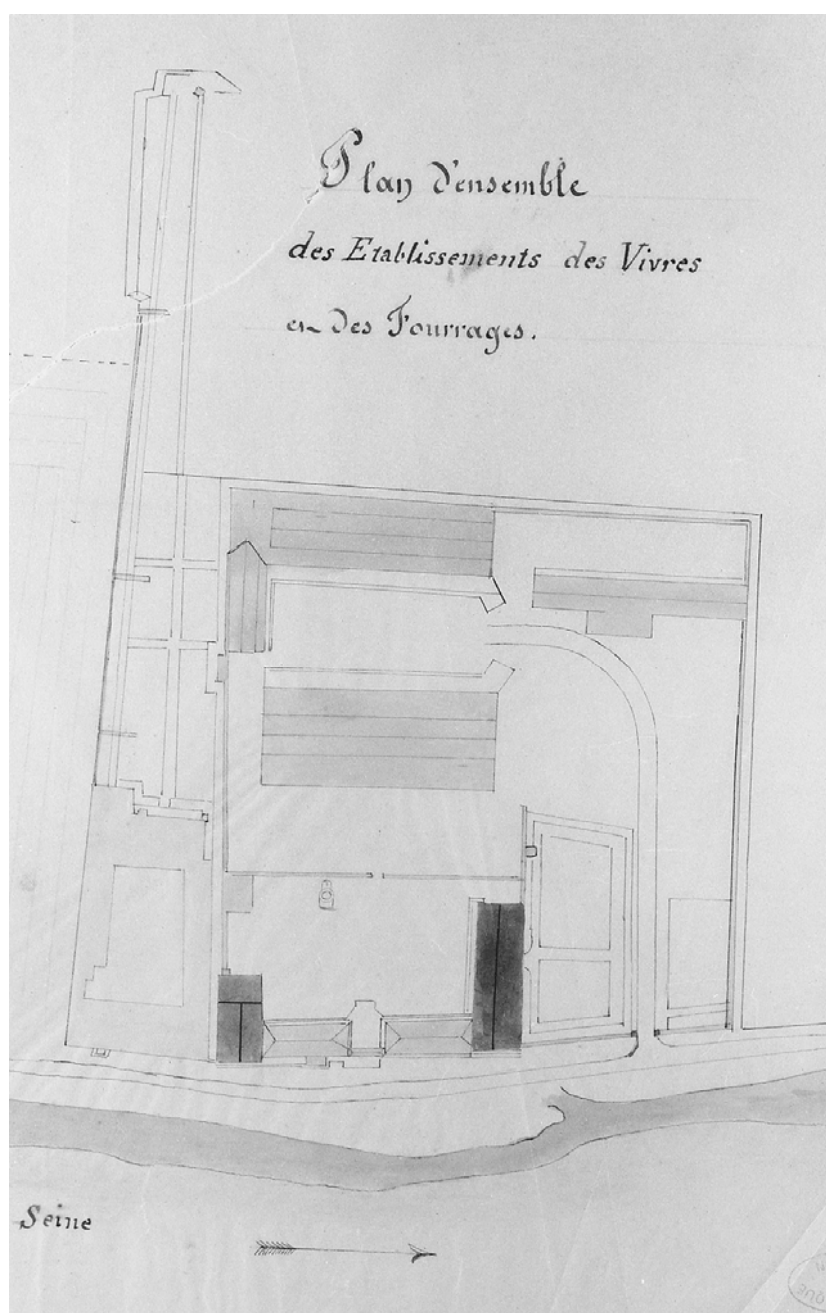 Plan d'ensemble
des Etablissements des Vivres
et des Fourrages.
Seine